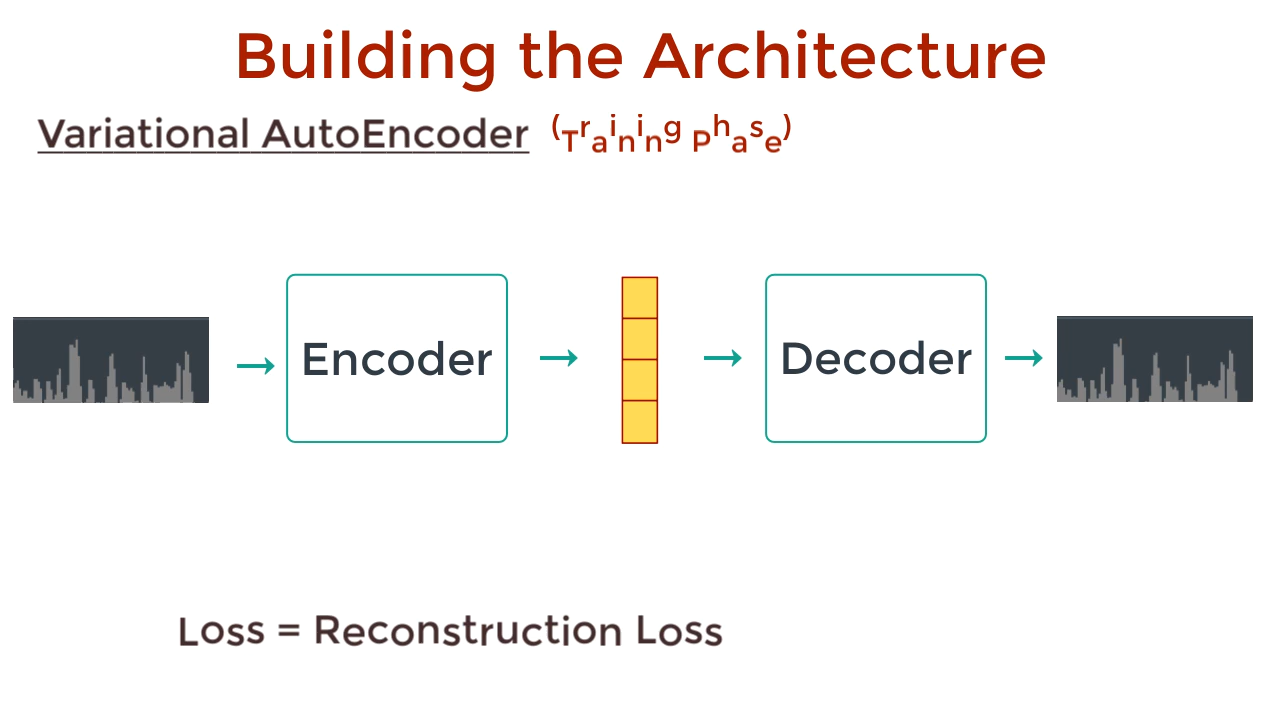 Building the Architecture
Variational AutoEncoder (Training Phase)
Encoder
Decoder
Loss = Reconstruction Loss